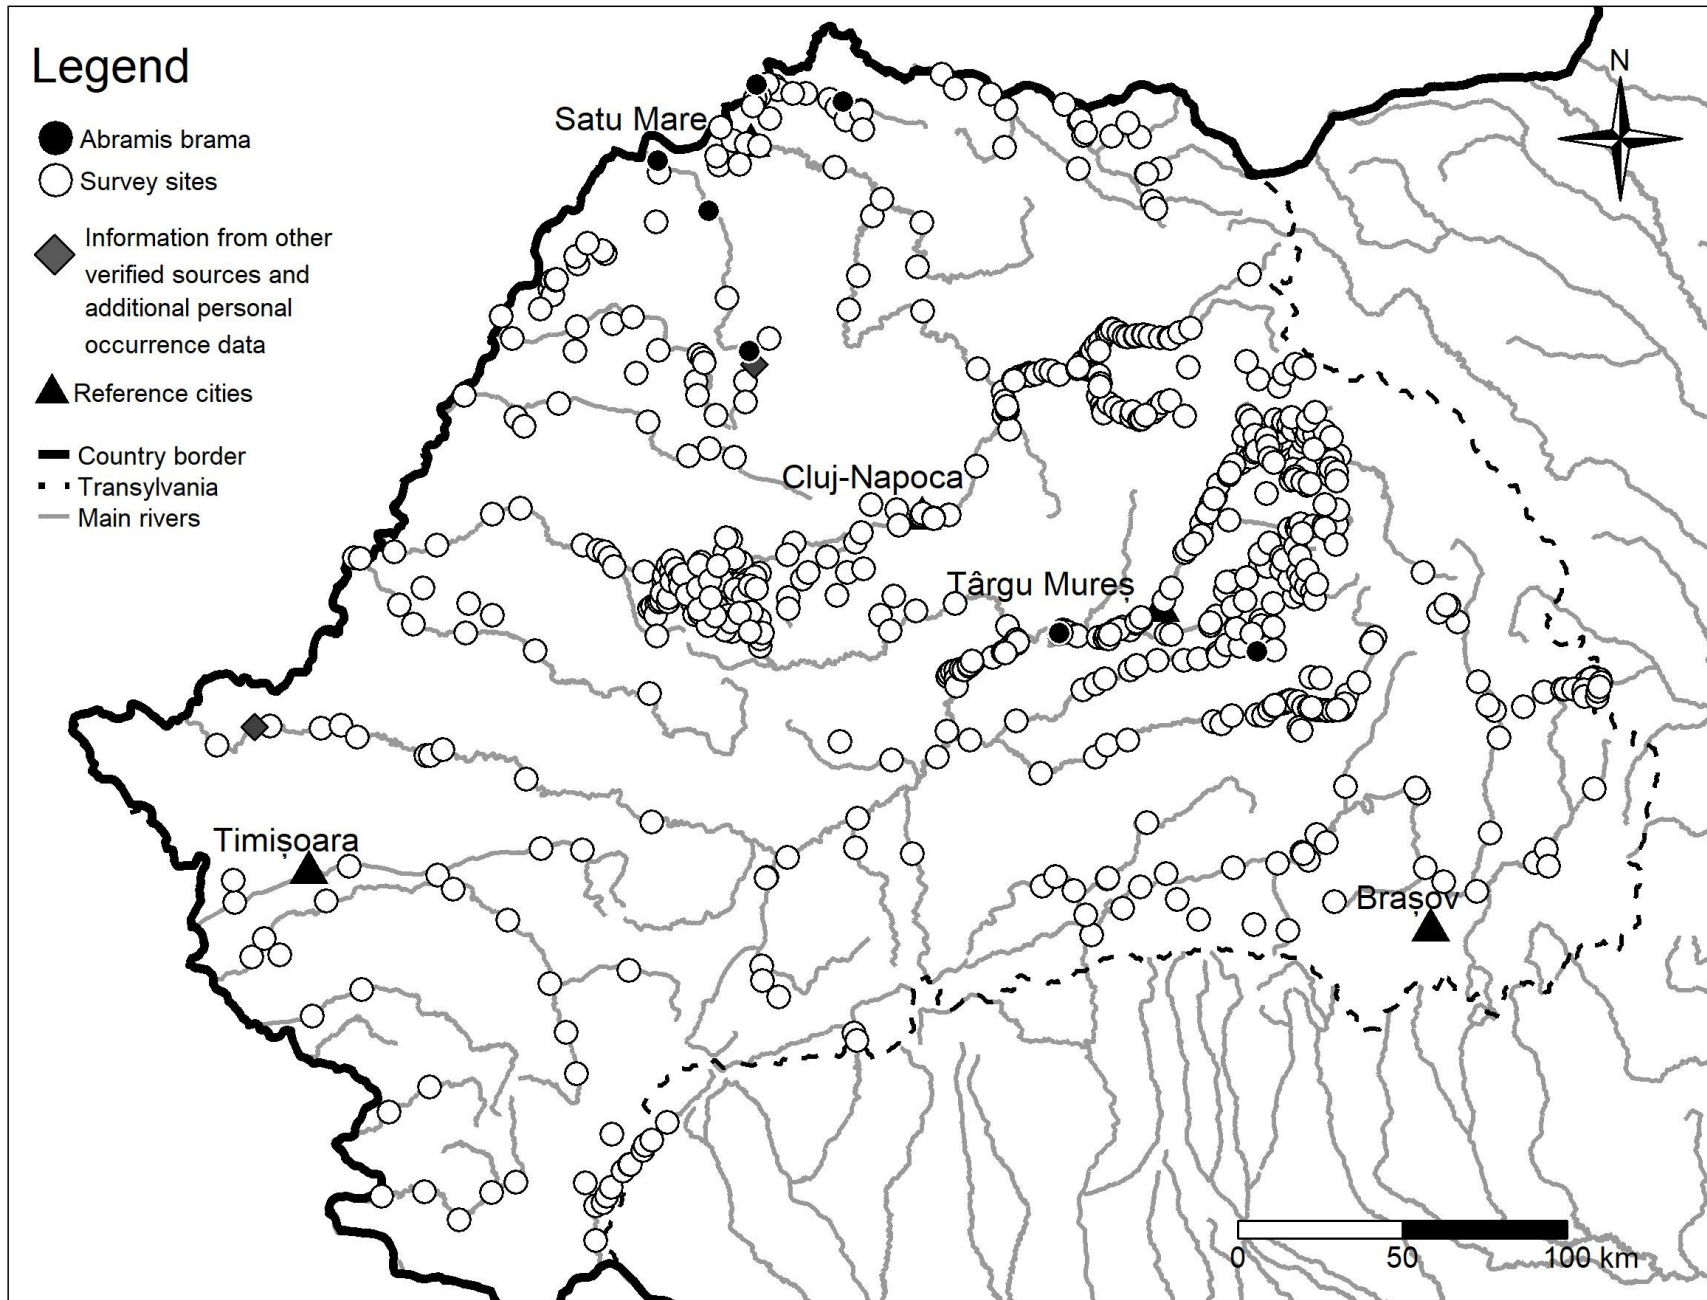 Legend
Abramis brama
Survey sites
Information from other
verified sources and
additional personal
occurrence data
Reference cities
Country border
Transylvania
Main rivers
N
Satu Mare
Cluj-Napoca
Târgu Mureș
Timișoara
Brașov
0 50 100 km